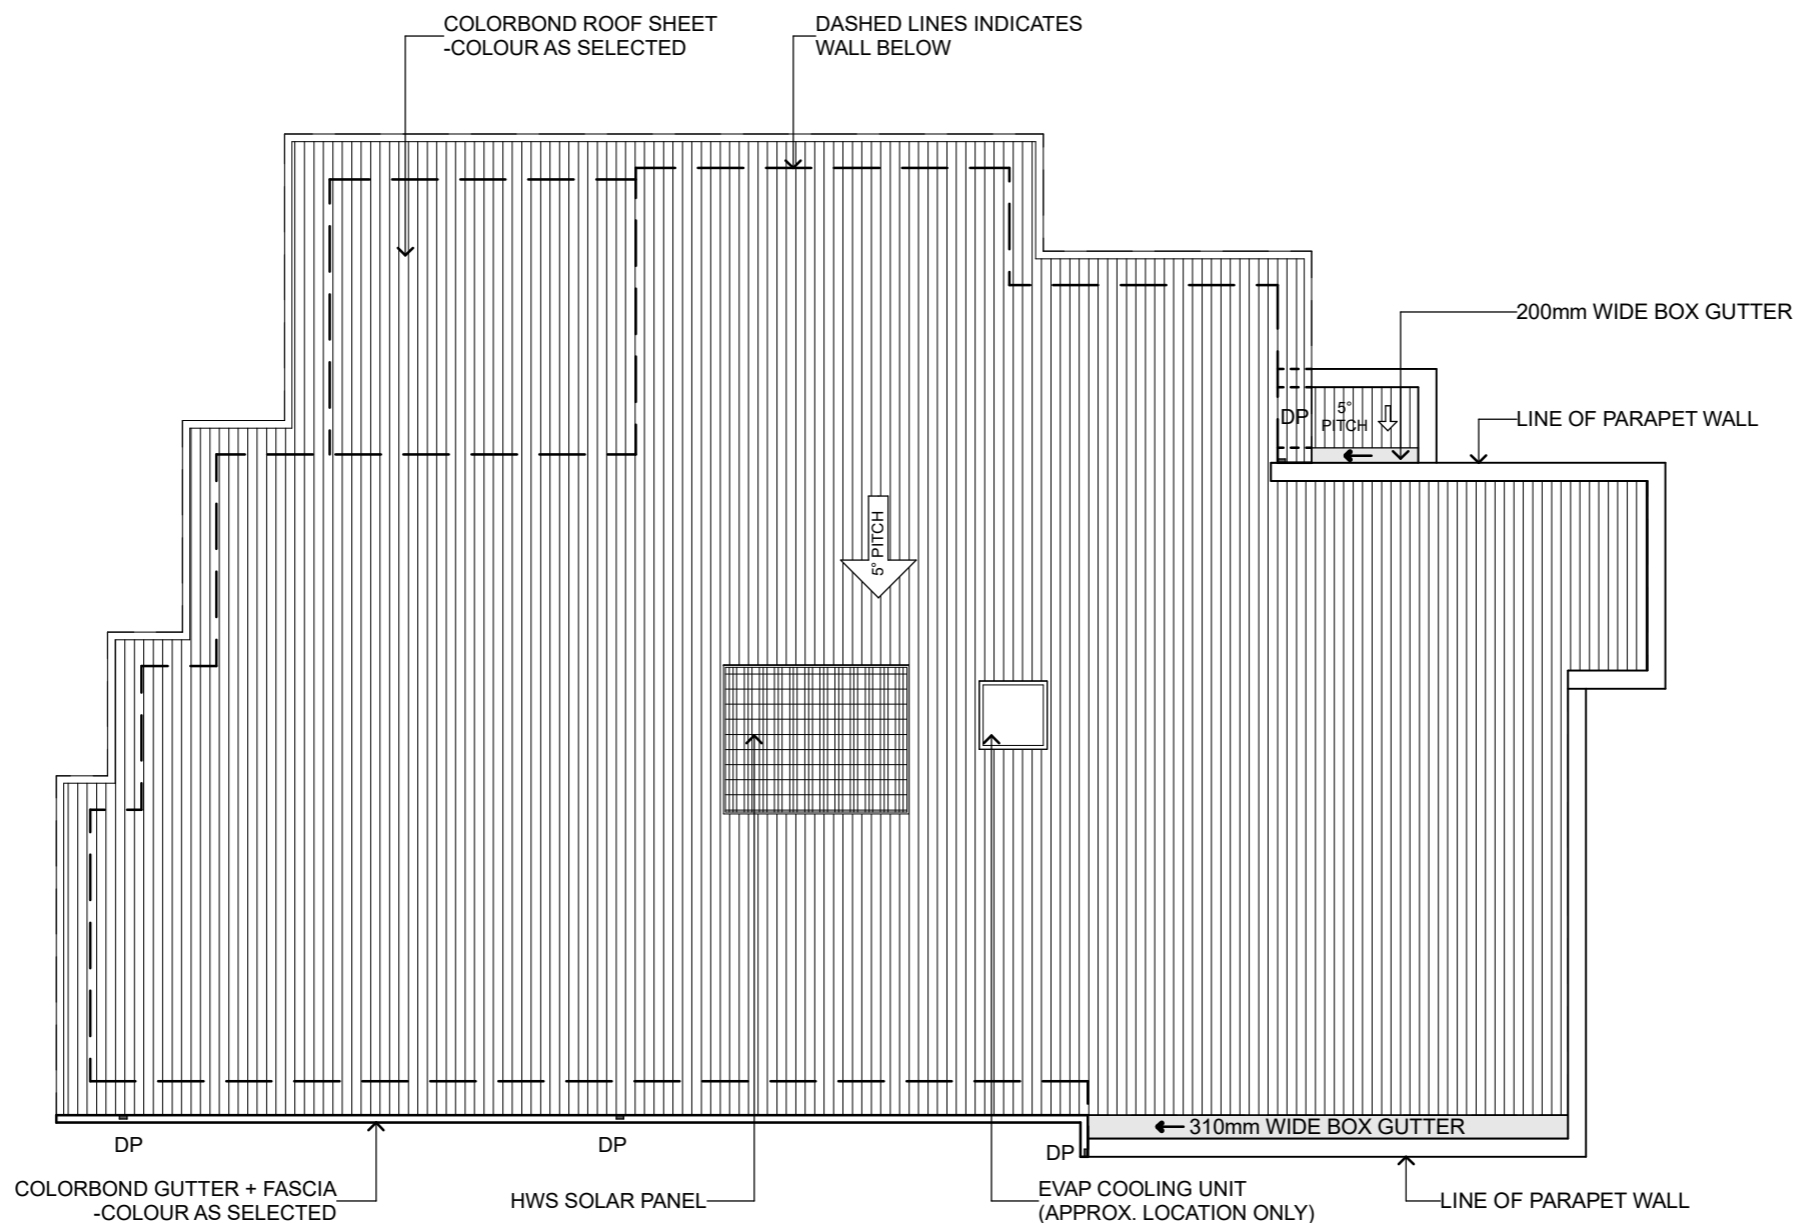 COLORBOND ROOF SHEET
-COLOUR AS SELECTED
DASHED LINES INDICATES
WALL BELOW
200mm WIDE BOX GUTTER
DP
5°
PITCH
LINE OF PARAPET WALL
5° PITCH
310mm WIDE BOX GUTTER
DP
DP
DP
COLORBOND GUTTER + FASCIA
-COLOUR AS SELECTED
HWS SOLAR PANEL
EVAP COOLING UNIT
(APPROX. LOCATION ONLY)
LINE OF PARAPET WALL